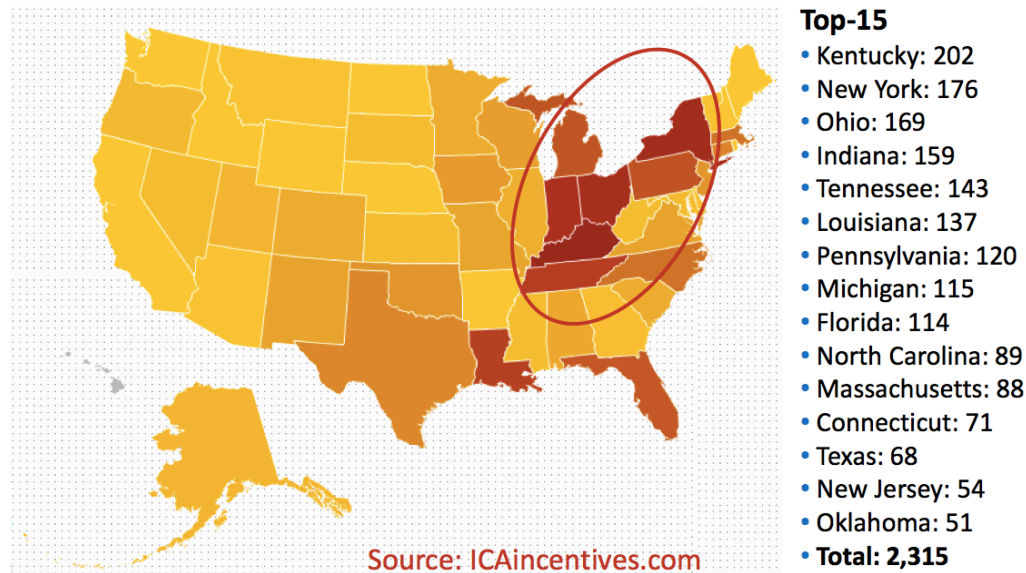 Top-15
• Kentucky: 202
• New York: 176
• Ohio: 169
• Indiana: 159
• Tennessee: 143
• Louisiana: 137
• Pennsylvania: 120
• Michigan: 115
• Florida: 114
• North Carolina: 89
• Massachusetts: 88
• Connecticut: 71
• Texas: 68
• New Jersey: 54
• Oklahoma: 51
• Total: 2,315
Source: ICAincentives.com